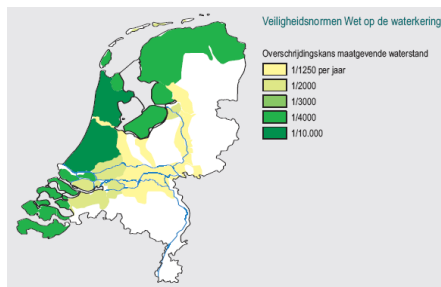 Veiligheidsnormen Wet op de waterkering
Overschrijdingskans maatgevende waterstand
1/1250 per jaar
1/2000
1/3000
1/4000
1/10.000